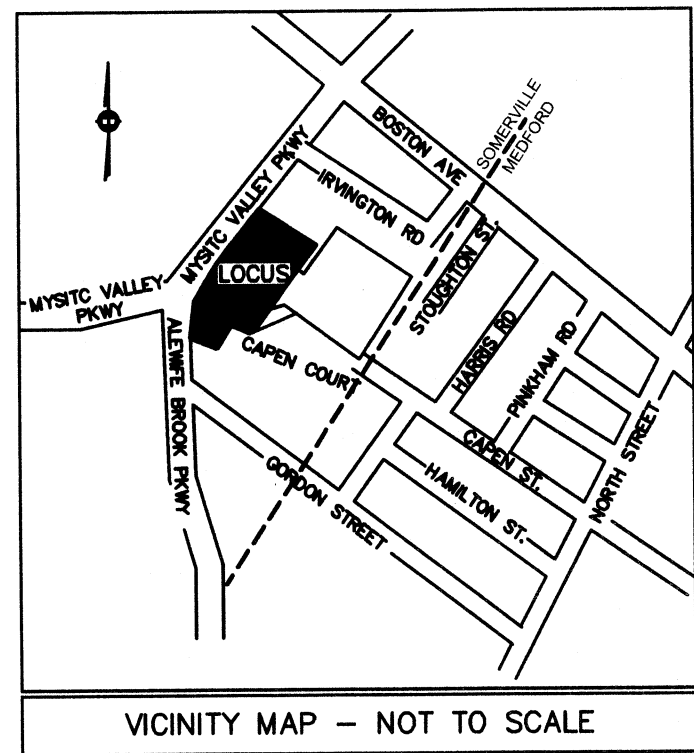 SOMERVILLE
MEDFORD
BOSTON AVE
MYSITC VALLEY PKWY
IRVINGTON RD
STOUGHTON ST.
LOCUS
MYSITC VALLEY
PKWY
HARRIS RD
PINKHAM RD
CAPEN COURT
ALEWIFE BROOK PKWY
CAPEN ST.
NORTH STREET
HAMILTON ST.
GORDON STREET
VICINITY MAP – NOT TO SCALE